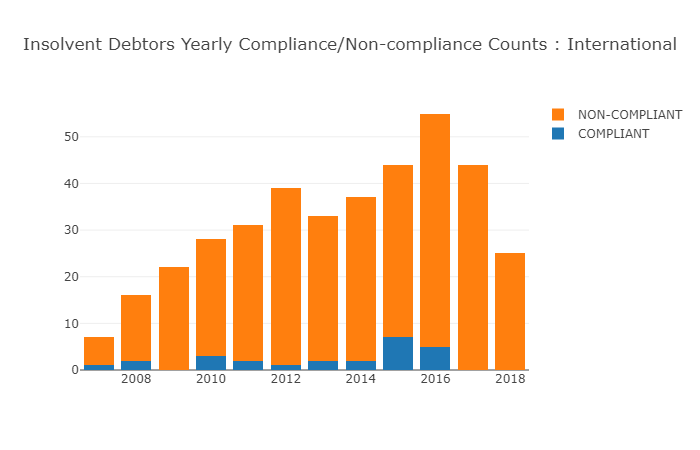 Insolvent Debtors Yearly Compliance/Non-compliance Counts : International
NON-COMPLIANT
COMPLIANT
50
40
30
20
10
0
2008 2010 2012 2014 2016 2018